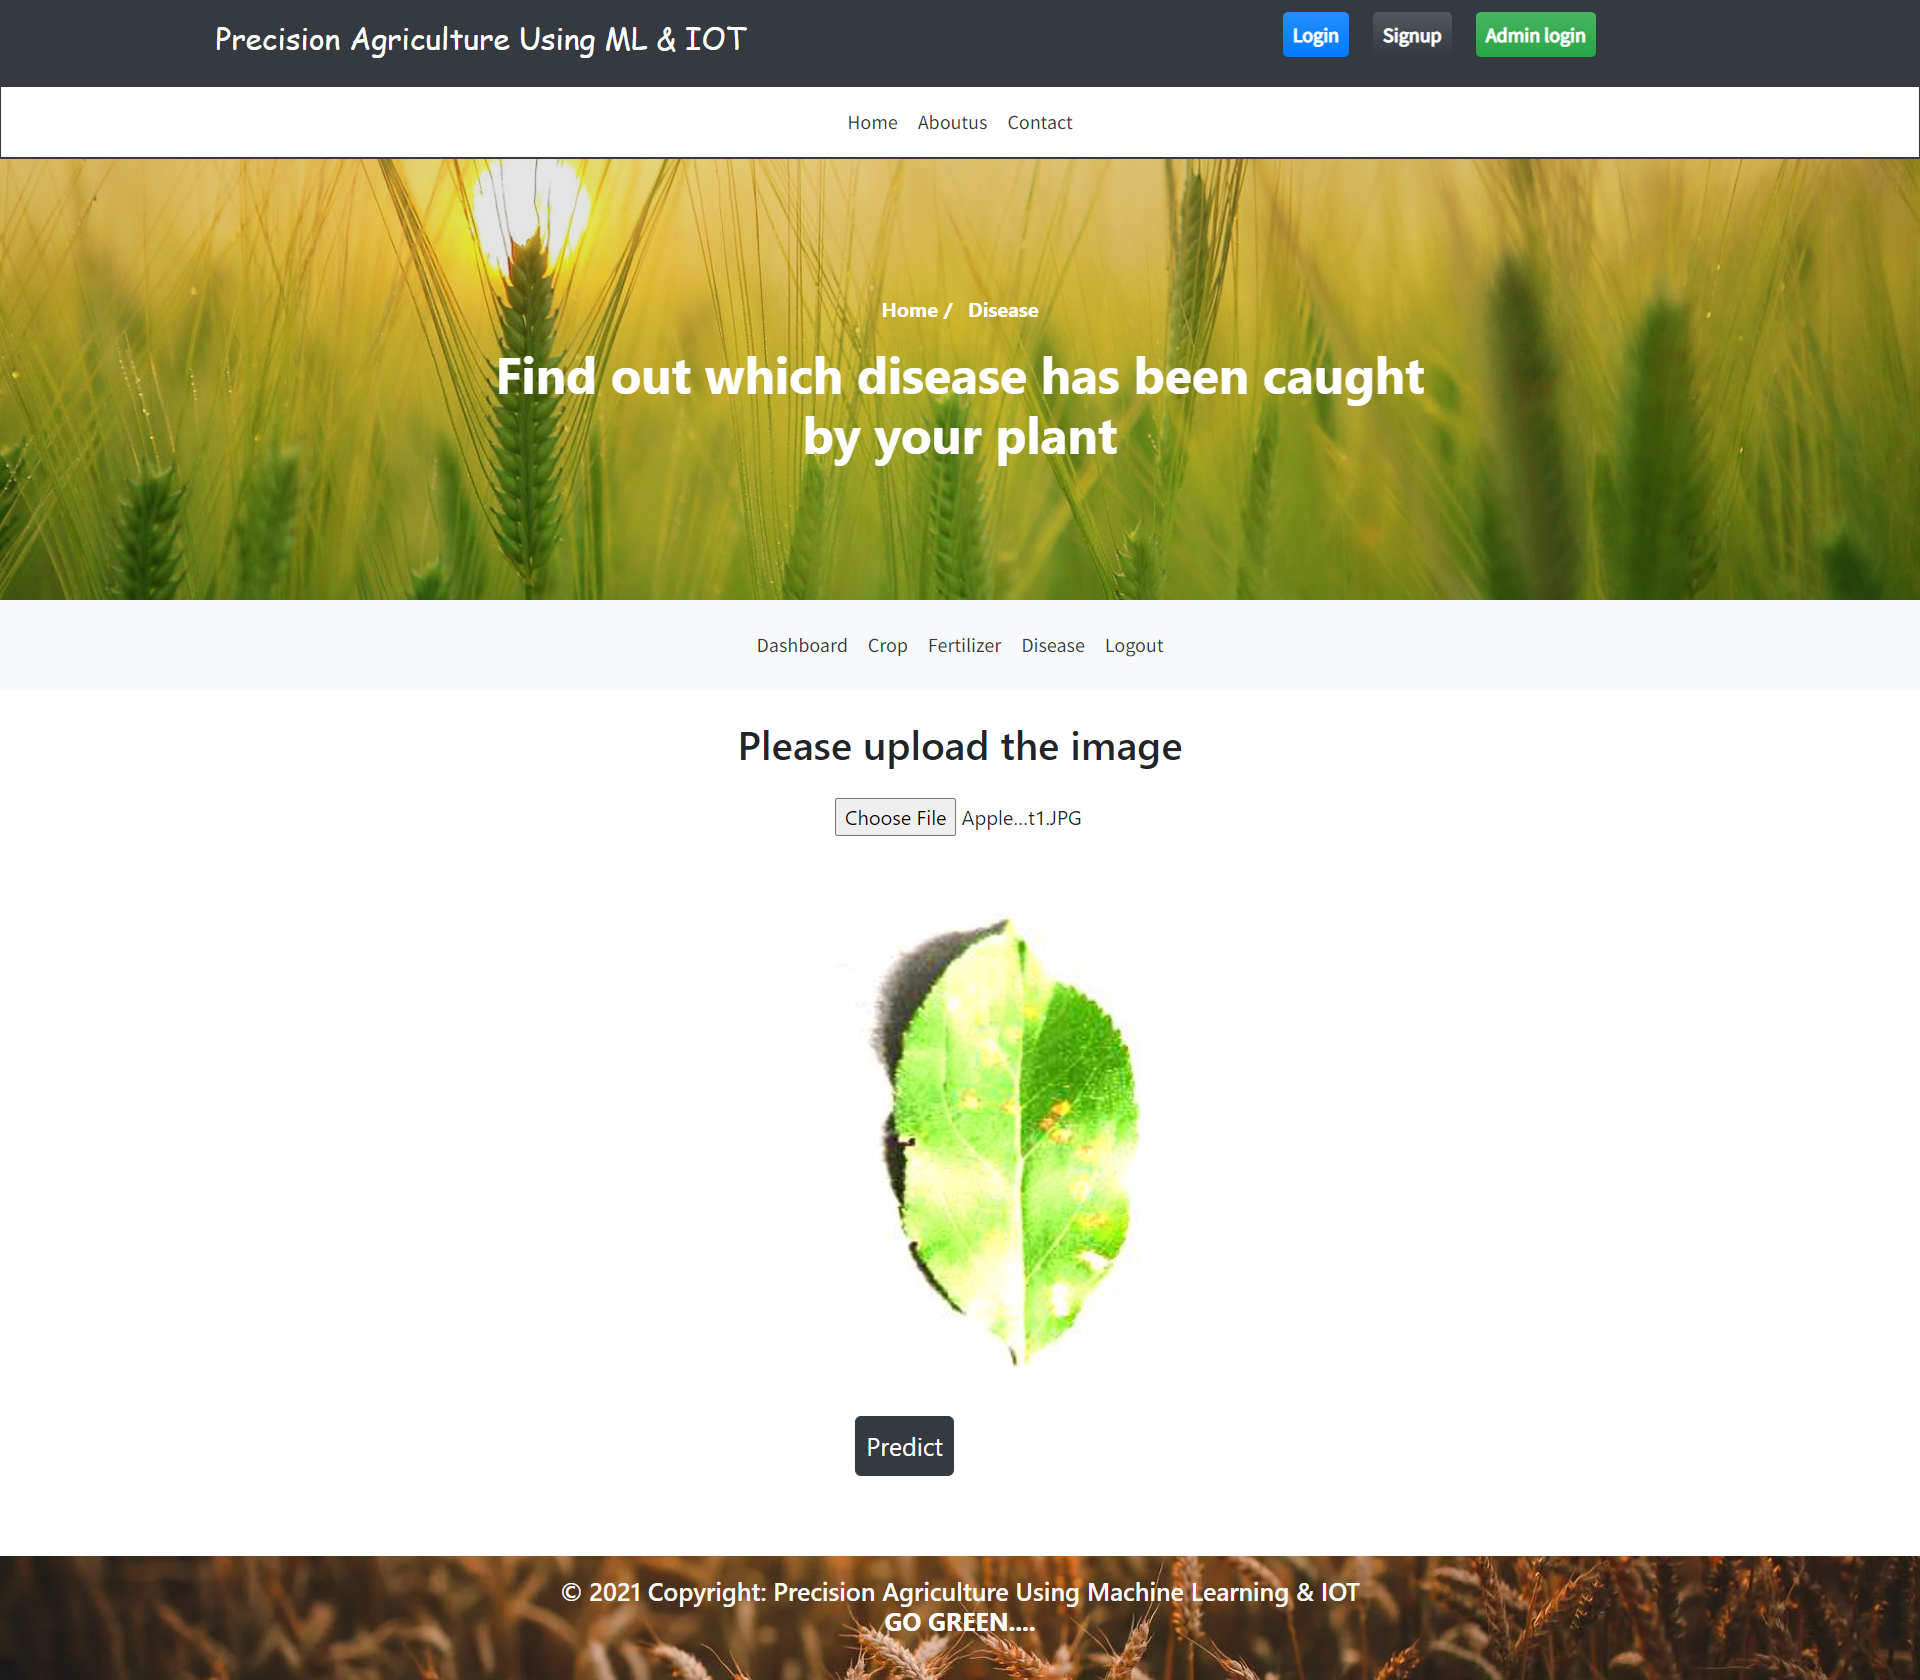 Precision Agriculture Using ML & IOT
Login Signup Admin login
Home Aboutus Contact
Home / Disease
Find out which disease has been caught
by your plant
Dashboard Crop Fertilizer Disease Logout
Please upload the image
Choose File Apple...t1.JPG
Predict
© 2021 Copyright: Precision Agriculture Using Machine Learning & IOT
GO GREEN....